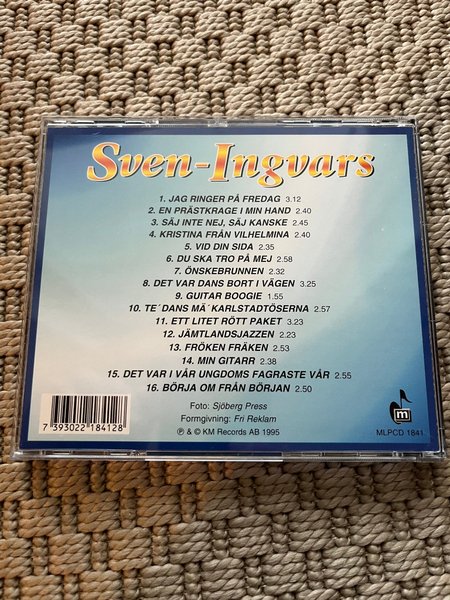 Sven-Ingvars
1. JAG RINGER PÅ FREDAG 3.12
2. EN PRÄSTKRAGE I MIN HAND 2.40
3. SÄJ INTE NEJ, SÄJ KANSKE 2.45
4. KRISTINA FRÅN VILHELMINA 2.40
5. VID DIN SIDA 2.35
6. DU SKA TRO PÅ MEJ 2.58
7. ÖNSKEBRUNNEN 2.32
8. DET VAR DANS BORT I VÄGEN 3.25
9. GUITAR BOOGIE 1.55
10. TE´ DANS MÄ´ KARLSTADTÖSERNA 2.57
11. ETT LITET RÖTT PAKET 3.23
12. JÄMTLANDSJAZZEN 2.23
13. FRÖKEN FRÄKEN 2.53
14. MIN GITARR 2.38
15. DET VAR I VÅR UNGDOMS FAGRASTE VÅR 2.55
16. BÖRJA OM FRÅN BÖRJAN 2.50
Foto: Sjöberg Press
Formgivning: Fri Reklam
℗ & © KM Records AB 1995
7 393022 184128
m
MLPCD 1841